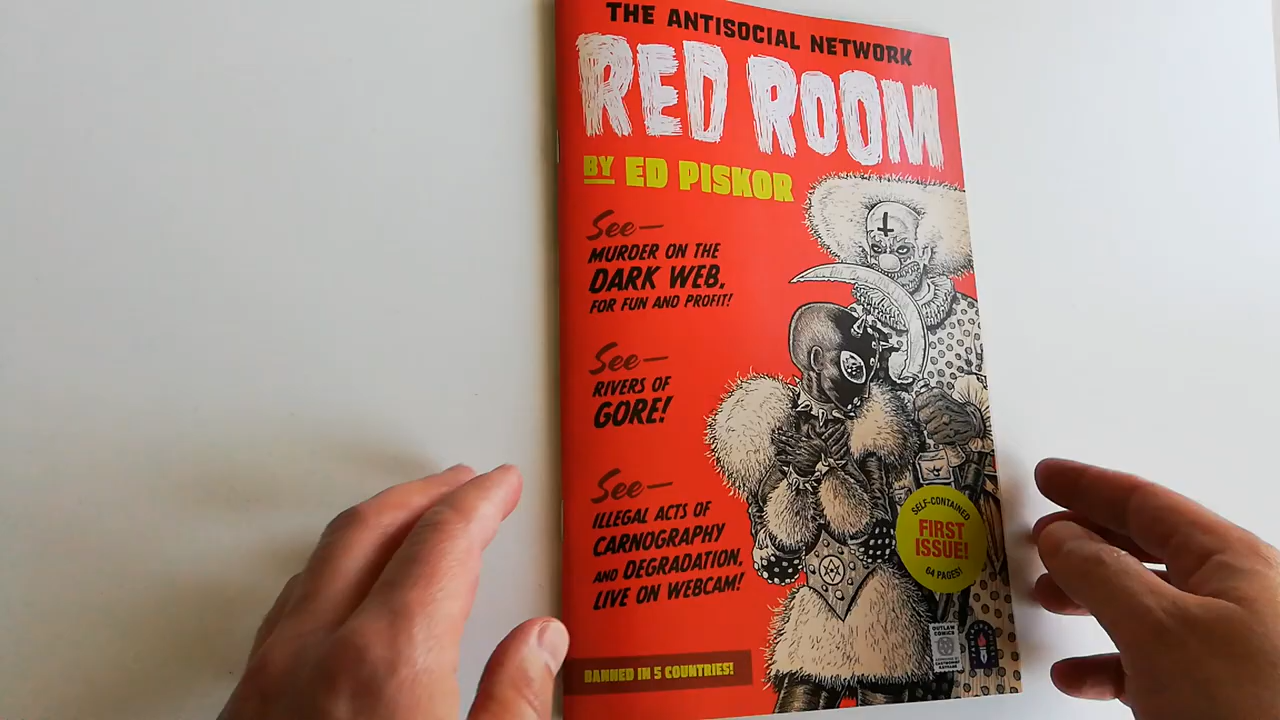 THE ANTISOCIAL NETWORK
RED ROOM
BY ED PISKOR
See—
MURDER ON THE
DARK WEB,
FOR FUN AND PROFIT!
See—
RIVERS OF
GORE!
See—
ILLEGAL ACTS OF
CARNOGRAPHY
AND DEGRADATION,
LIVE ON WEBCAM!
SELF-CONTAINED
FIRST
ISSUE!
64 PAGES!
OUTLAW
COMICS
BANNED IN 5 COUNTRIES!